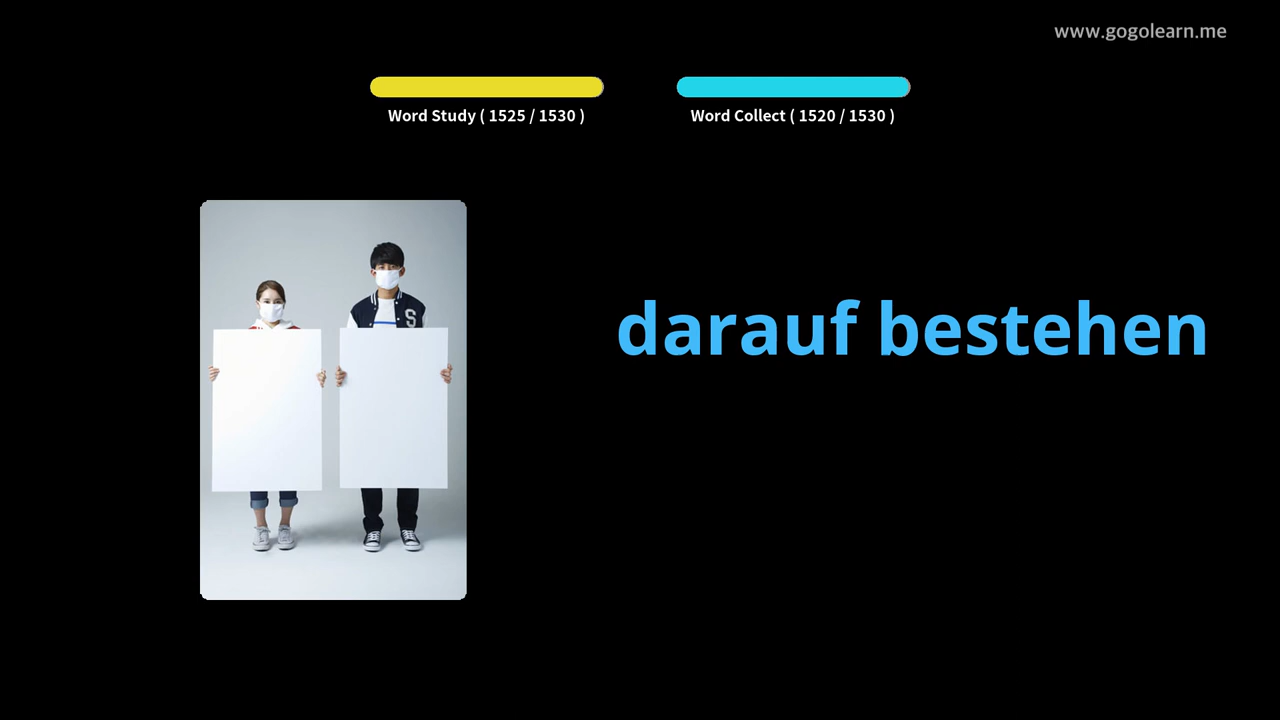 www.gogolearn.me
Word Study ( 1525 / 1530 )
Word Collect ( 1520 / 1530 )
S
darauf bestehen